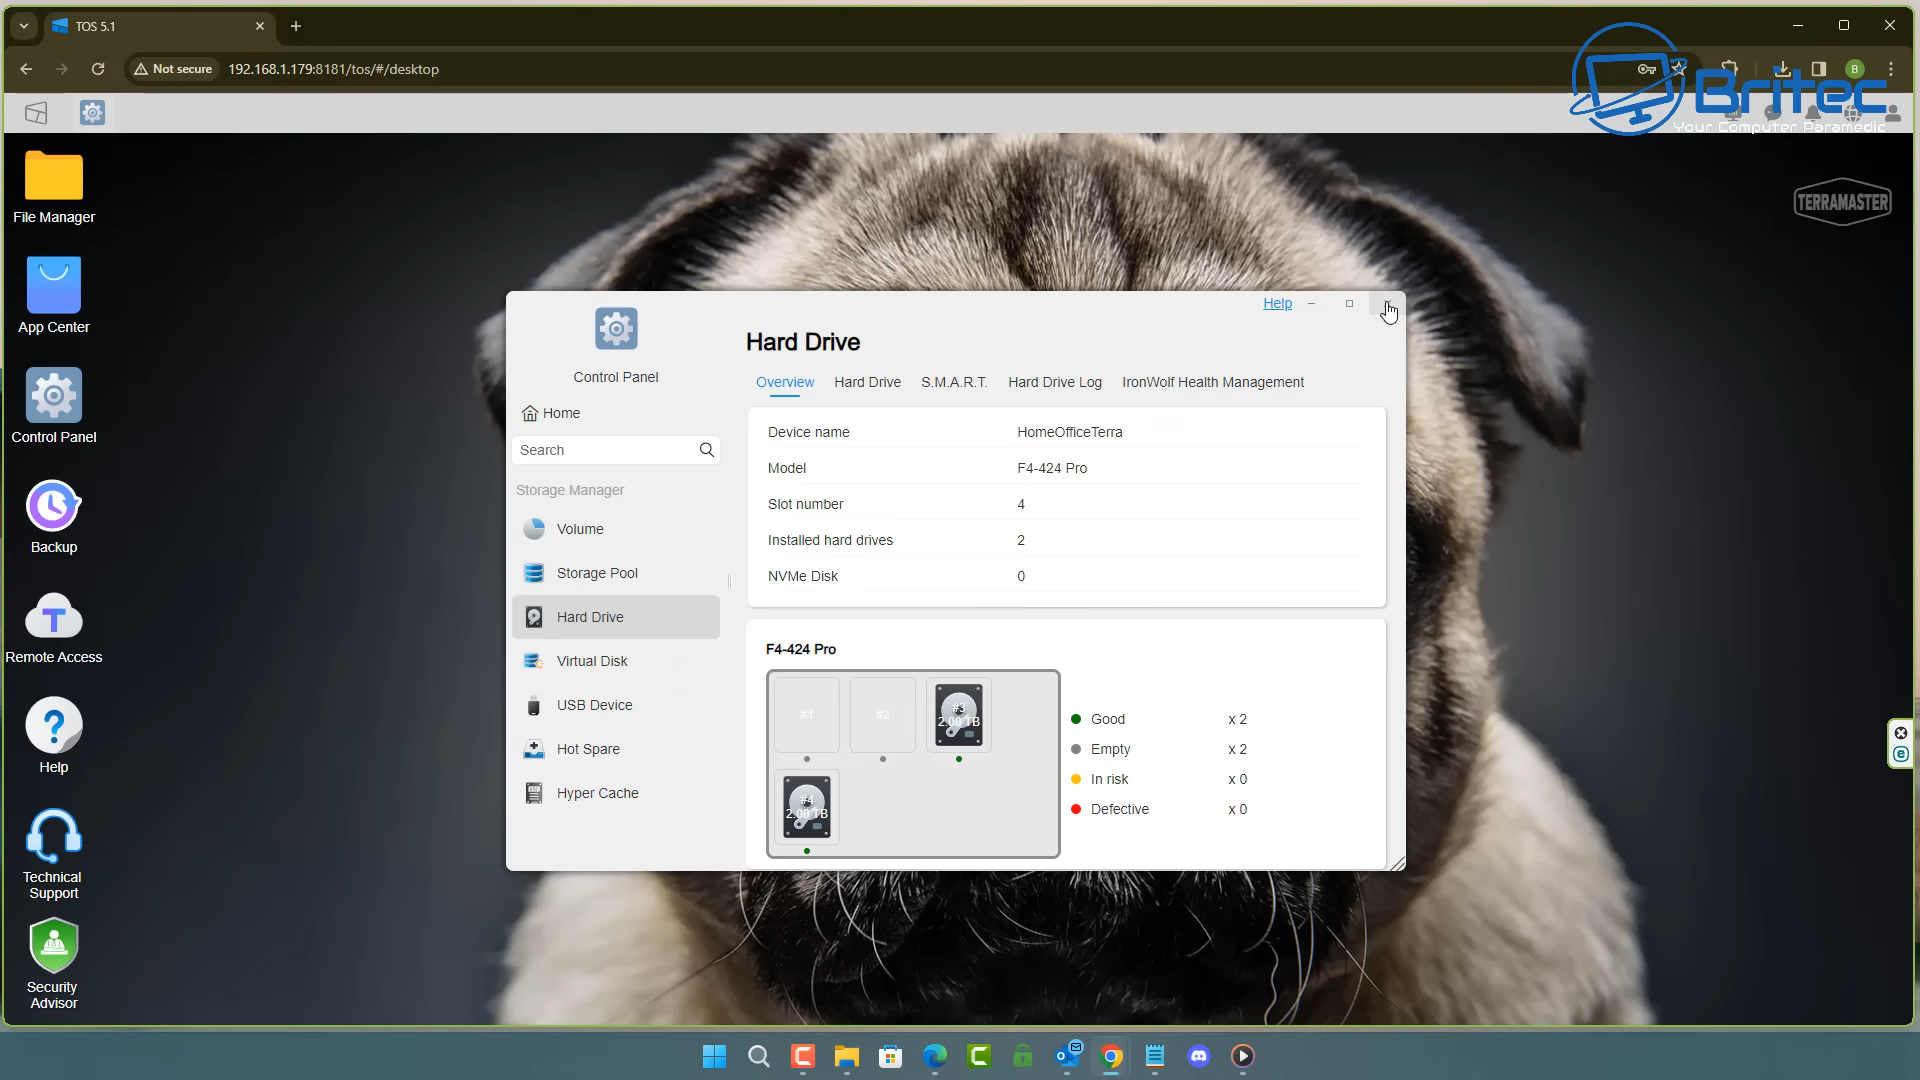 TOS 5.1
Not secure
192.168.1.179:8181/tos/#/desktop
B
Britec
Your Computer Paramedic
TERRAMASTER
File Manager
App Center
Control Panel
Backup
T
Remote Access
?
Help
Technical
Support
Security
Advisor
Control Panel
Home
Search
Storage Manager
Volume
Storage Pool
Hard Drive
Virtual Disk
USB Device
Hot Spare
Hyper Cache
Help
Hard Drive
Overview
Hard Drive
S.M.A.R.T.
Hard Drive Log
IronWolf Health Management
Device name HomeOfficeTerra
Model F4-424 Pro
Slot number 4
Installed hard drives 2
NVMe Disk 0
F4-424 Pro
#1
#2
#3
2.00 TB
#4
2.00 TB
Good x 2
Empty x 2
In risk x 0
Defective x 0